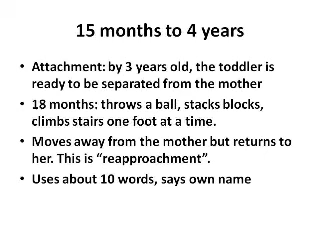 15 months to 4 years
• Attachment: by 3 years old, the toddler is
ready to be separated from the mother
• 18 months: throws a ball, stacks blocks,
climbs stairs one foot at a time.
• Moves away from the mother but returns to
her. This is “reapproachment”.
• Uses about 10 words, says own name